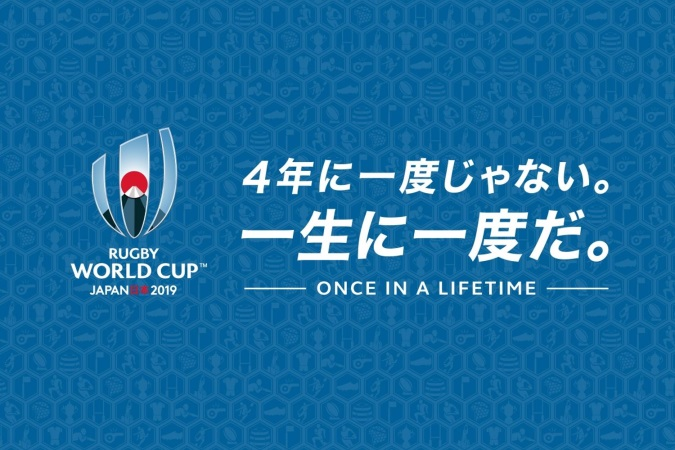 RUGBY
WORLD CUP™
JAPAN日本2019
4年に一度じゃない。
一生に一度だ。
ONCE IN A LIFETIME